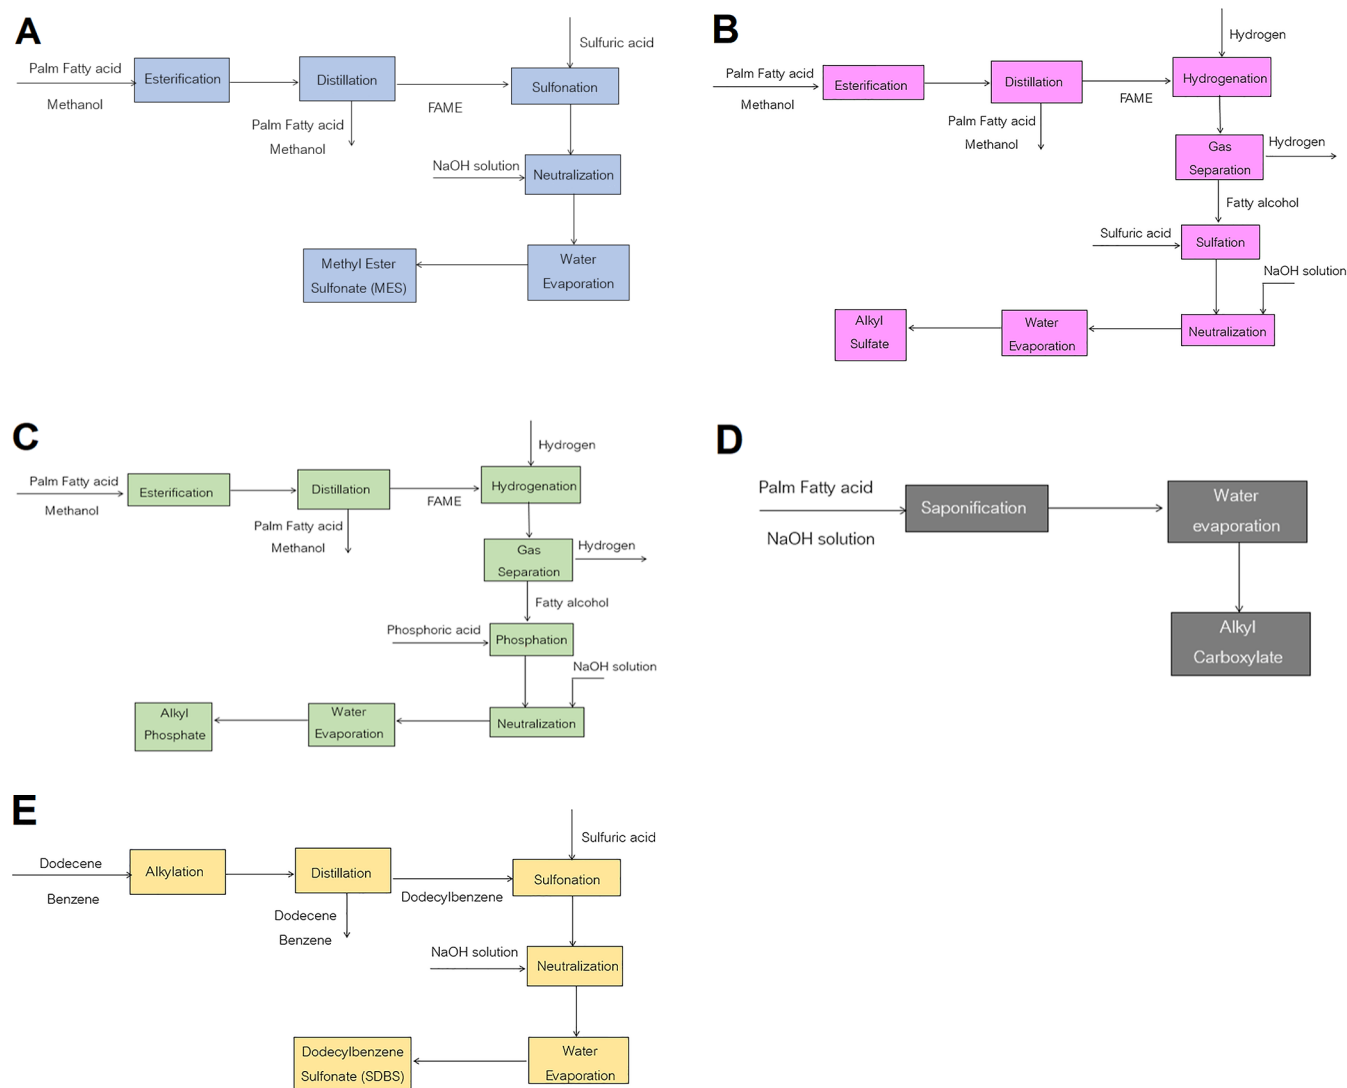 A
Palm Fatty acid
Methanol
Esterification
Distillation
Palm Fatty acid
Methanol
FAME
Sulfuric acid
Sulfonation
NaOH solution
Neutralization
Water
Evaporation
Methyl Ester
Sulfonate (MES)
B
Palm Fatty acid
Methanol
Esterification
Distillation
Palm Fatty acid
Methanol
FAME
Hydrogen
Hydrogenation
Gas
Separation
Hydrogen
Fatty alcohol
Sulfuric acid
Sulfation
NaOH solution
Neutralization
Water
Evaporation
Alkyl
Sulfate
C
Palm Fatty acid
Methanol
Esterification
Distillation
Palm Fatty acid
Methanol
FAME
Hydrogen
Hydrogenation
Gas
Separation
Hydrogen
Fatty alcohol
Phosphoric acid
Phosphation
NaOH solution
Neutralization
Water
Evaporation
Alkyl
Phosphate
D
Palm Fatty acid
NaOH solution
Saponification
Water
evaporation
Alkyl
Carboxylate
E
Dodecene
Benzene
Alkylation
Distillation
Dodecene
Benzene
Dodecylbenzene
Sulfuric acid
Sulfonation
NaOH solution
Neutralization
Water
Evaporation
Dodecylbenzene
Sulfonate (SDBS)